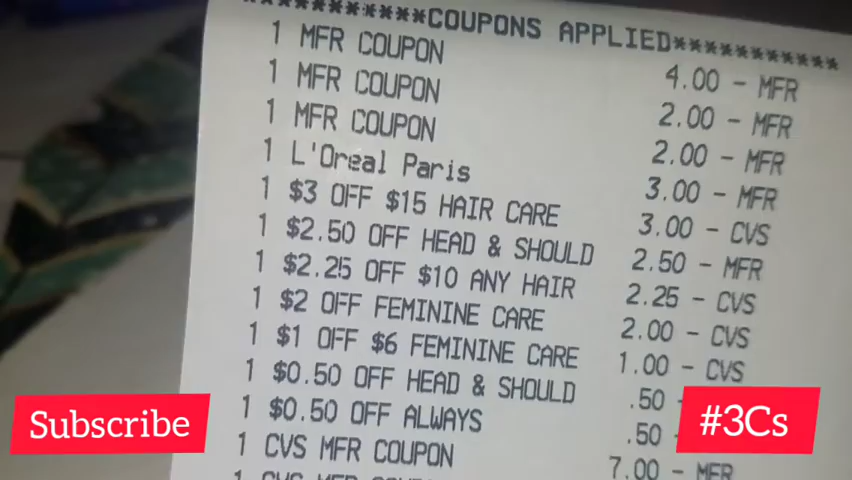 ***********COUPONS APPLIED***********
1 MFR COUPON 4.00 - MFR
1 MFR COUPON 2.00 - MFR
1 MFR COUPON 2.00 - MFR
1 L'Oreal Paris 3.00 - MFR
1 $3 OFF $15 HAIR CARE 3.00 - CVS
1 $2.50 OFF HEAD & SHOULD 2.50 - MFR
1 $2.25 OFF $10 ANY HAIR 2.25 - CVS
1 $2 OFF FEMININE CARE 2.00 - CVS
1 $1 OFF $6 FEMININE CARE 1.00 - CVS
1 $0.50 OFF HEAD & SHOULD .50 -
1 $0.50 OFF ALWAYS .50 -
1 CVS MFR COUPON 7.00 - MFR
Subscribe
#3Cs